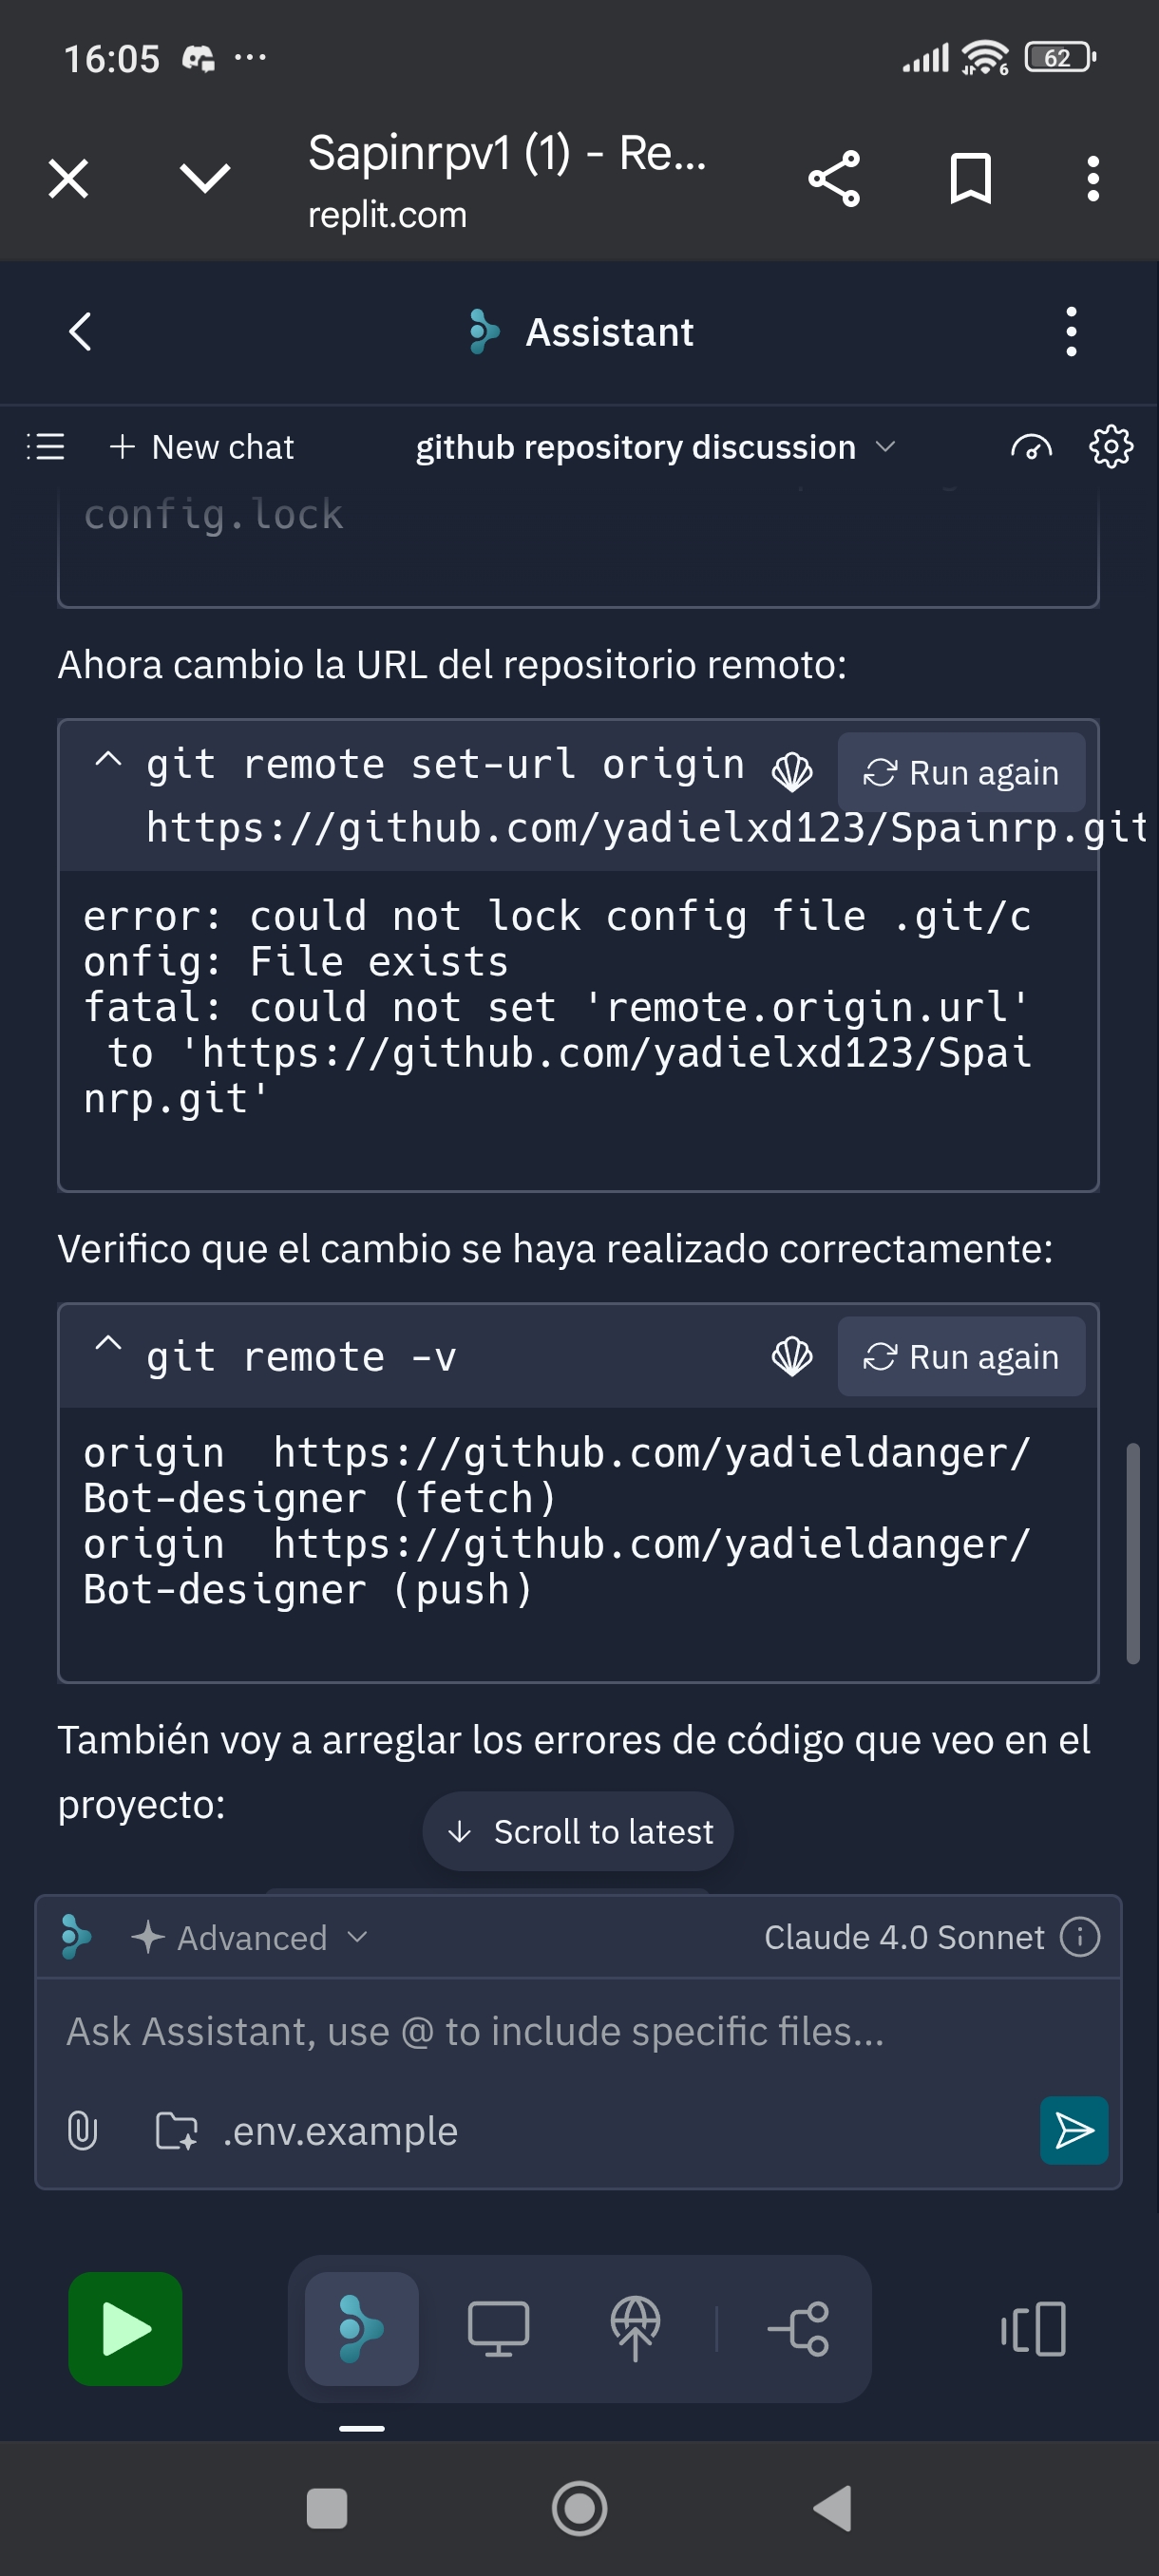 16:05
62
6
Sapinrpv1 (1) - Re...
replit.com
Assistant
New chat
github repository discussion
config.lock
Ahora cambio la URL del repositorio remoto:
git remote set-url origin
Run again
https://github.com/yadielxd123/Spainrp.git
error: could not lock config file .git/c
onfig: File exists
fatal: could not set 'remote.origin.url'
to 'https://github.com/yadielxd123/Spai
nrp.git'
Verifico que el cambio se haya realizado correctamente:
git remote -v
Run again
origin  https://github.com/yadieldanger/
Bot-designer (fetch)
origin  https://github.com/yadieldanger/
Bot-designer (push)
También voy a arreglar los errores de código que veo en el
proyecto:
Scroll to latest
Advanced
Claude 4.0 Sonnet
Ask Assistant, use @ to include specific files...
.env.example